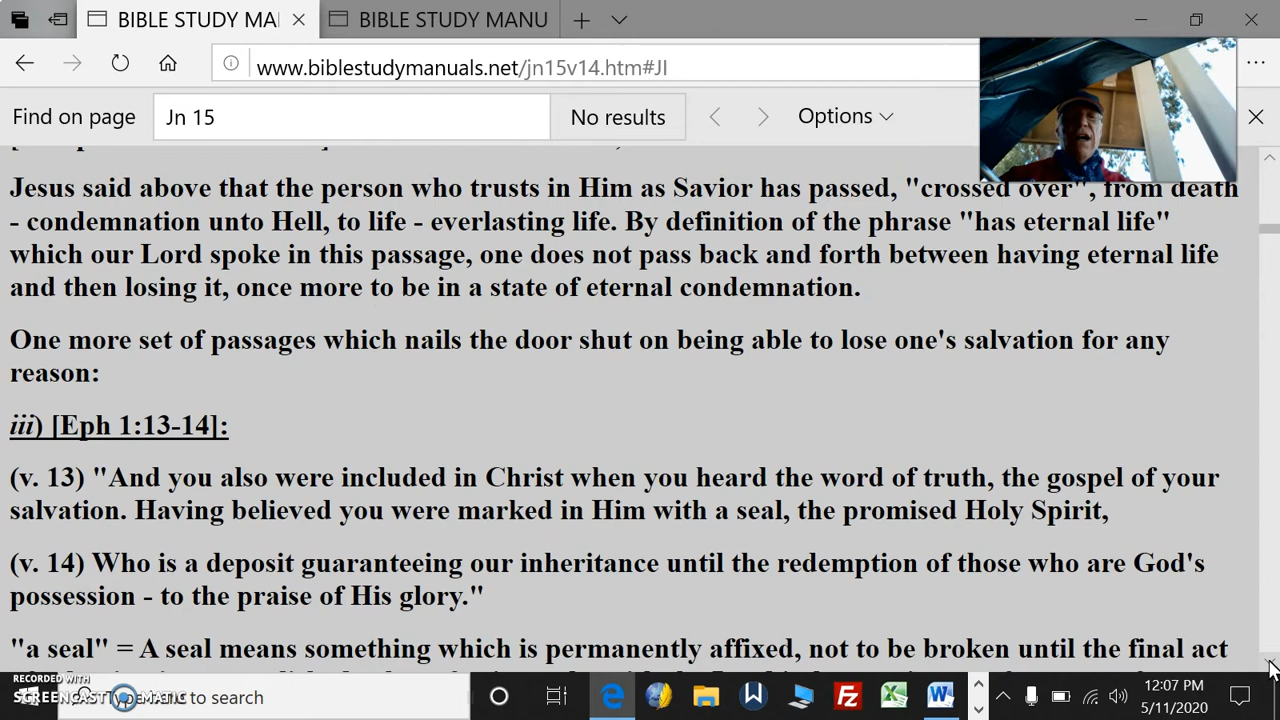 BIBLE STUDY MA
BIBLE STUDY MANU
www.biblestudymanuals.net/jn15v14.htm#JI
Find on page
Jn 15
No results
Options
Jesus said above that the person who trusts in Him as Savior has passed, "crossed over", from death
- condemnation unto Hell, to life - everlasting life. By definition of the phrase "has eternal life"
which our Lord spoke in this passage, one does not pass back and forth between having eternal life
and then losing it, once more to be in a state of eternal condemnation.
One more set of passages which nails the door shut on being able to lose one's salvation for any
reason:
iii) [Eph 1:13-14]:
(v. 13) "And you also were included in Christ when you heard the word of truth, the gospel of your
salvation. Having believed you were marked in Him with a seal, the promised Holy Spirit,
(v. 14) Who is a deposit guaranteeing our inheritance until the redemption of those who are God's
possession - to the praise of His glory."
"a seal" = A seal means something which is permanently affixed, not to be broken until the final act
RECORDED WITH
SCREENCAST MATIC
Type here to search
12:07 PM
5/11/2020